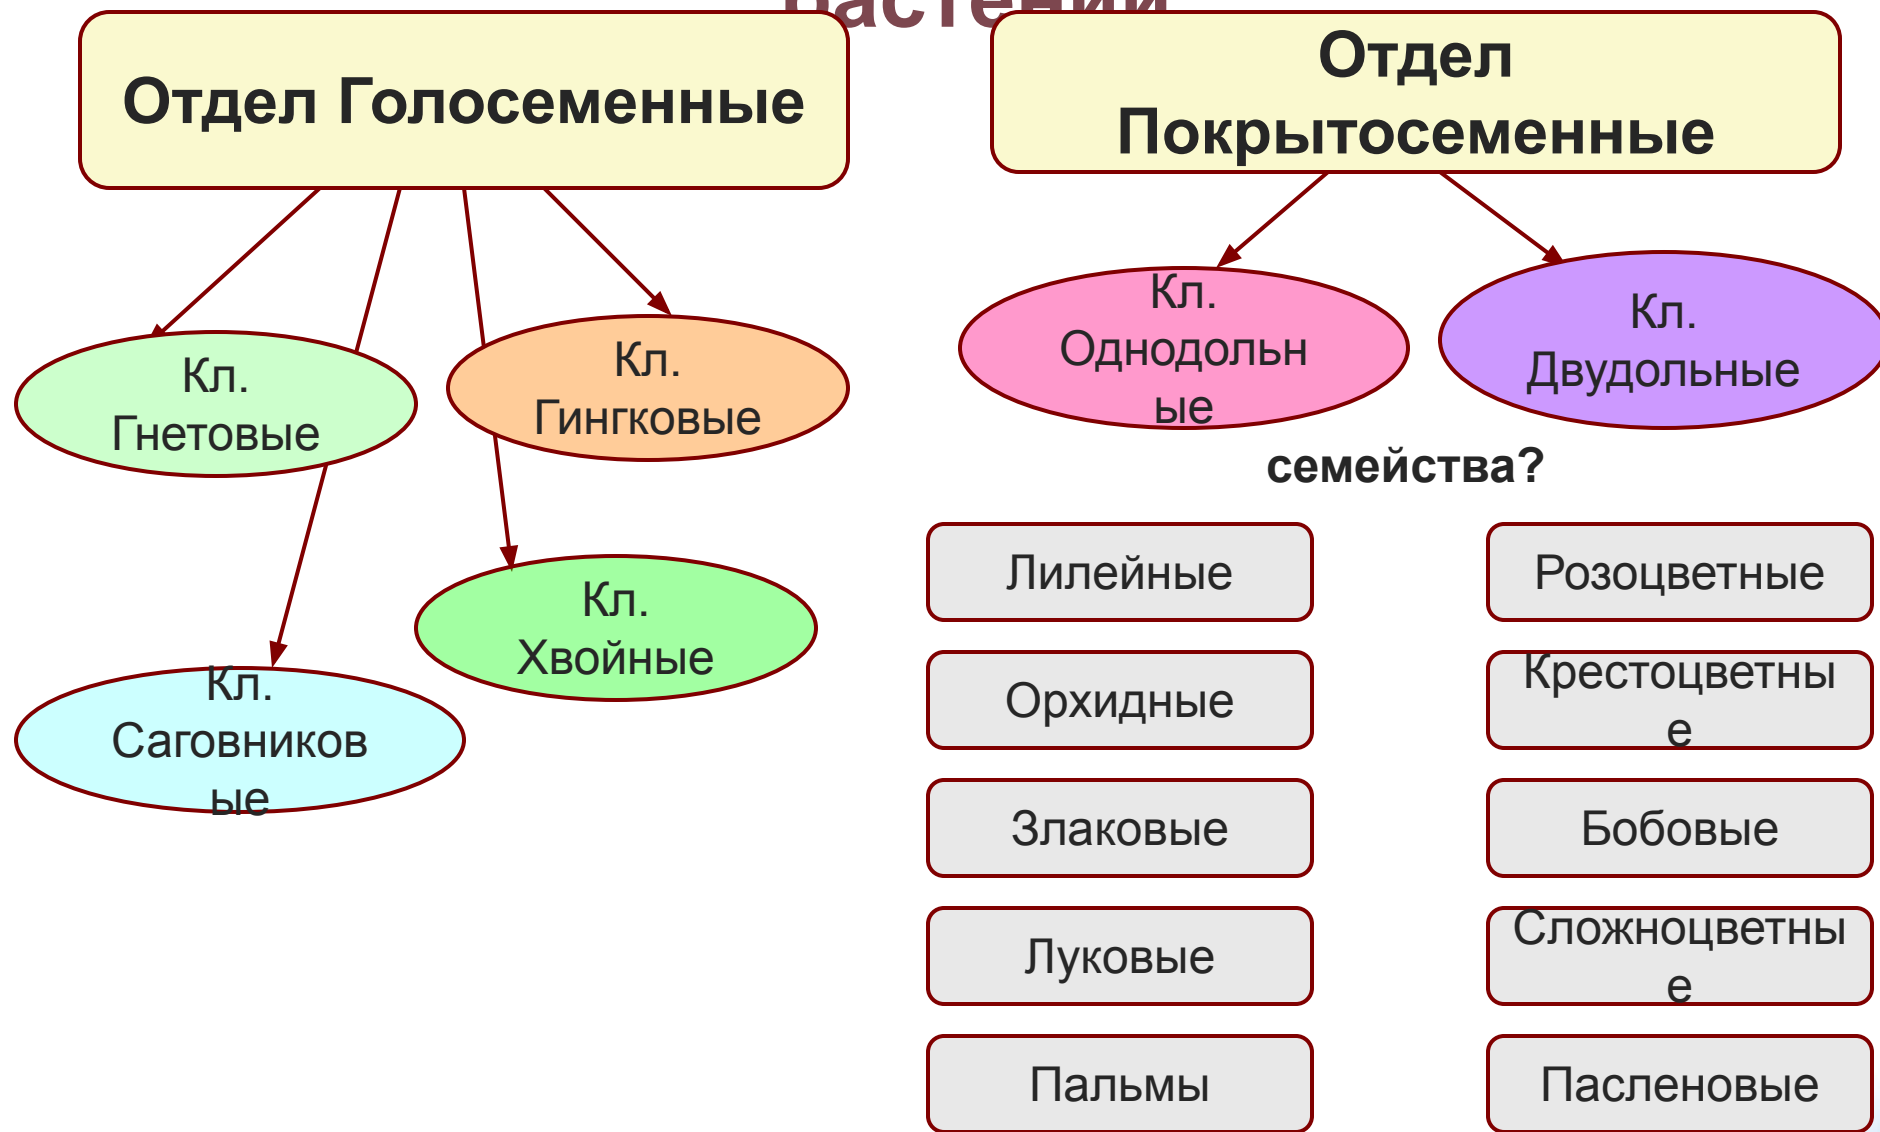 растений
Отдел Голосеменные
Отдел
Покрытосеменные
Кл.
Гнетовые
Кл.
Гингковые
Кл.
Саговников
ые
Кл.
Хвойные
Кл.
Однодольн
ые
Кл.
Двудольные
семейства?
Лилейные
Розоцветные
Орхидные
Крестоцветны
е
Злаковые
Бобовые
Луковые
Сложноцветны
е
Пальмы
Пасленовые